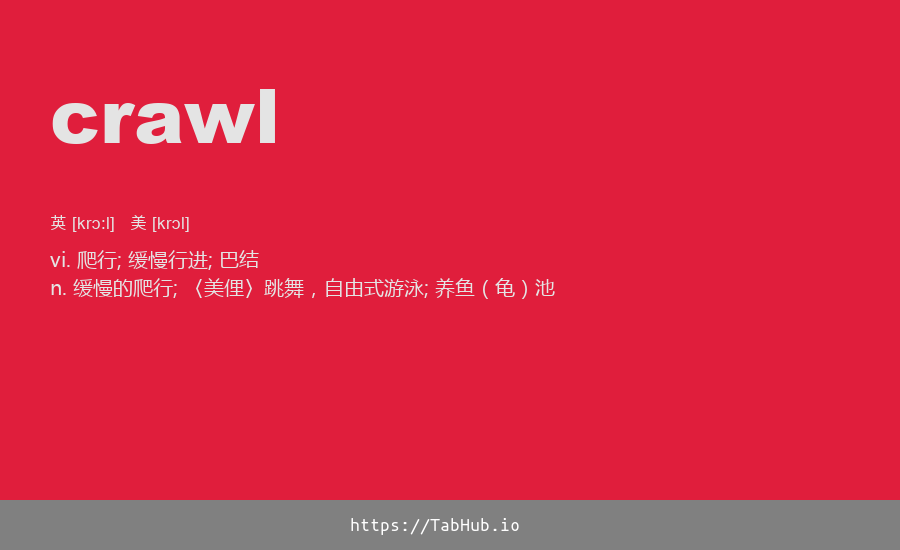 crawl
英 [krɔ:l] 美 [krɔl]
vi. 爬行; 缓慢行进; 巴结
n. 缓慢的爬行; 〈美俚〉跳舞，自由式游泳; 养鱼（龟）池
https://TabHub.io